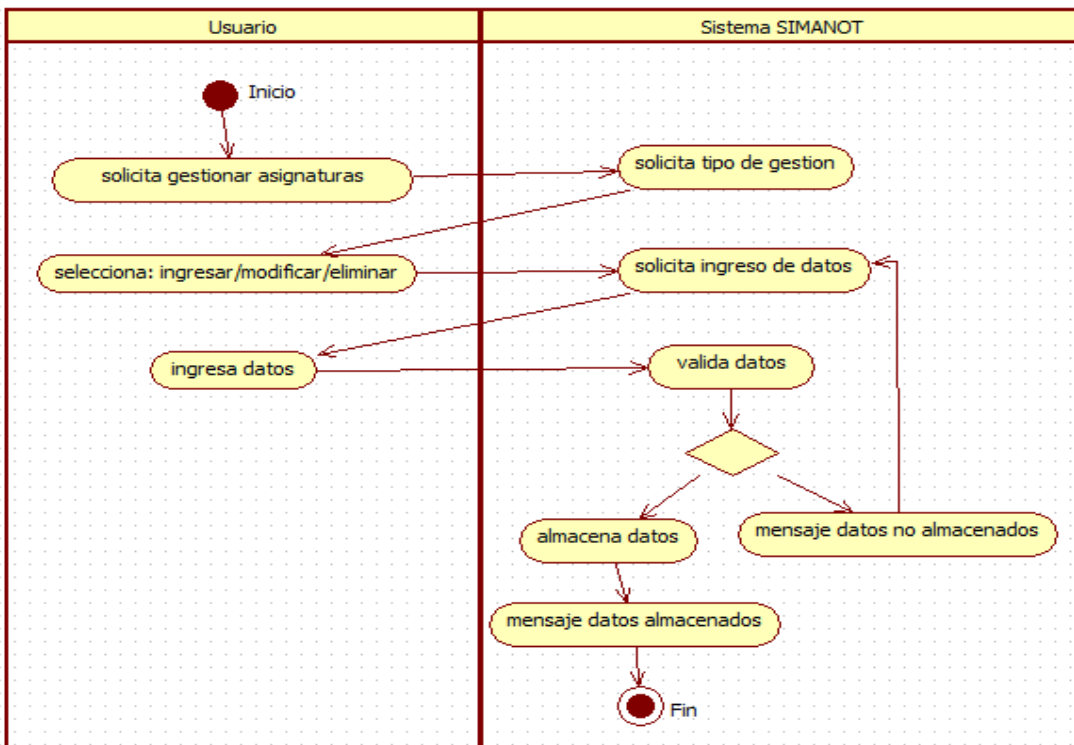 Usuario
Sistema SIMANOT
Inicio
solicita gestionar asignaturas
solicita tipo de gestion
selecciona: ingresar/modificar/eliminar
solicita ingreso de datos
ingresa datos
valida datos
almacena datos
mensaje datos no almacenados
mensaje datos almacenados
Fin